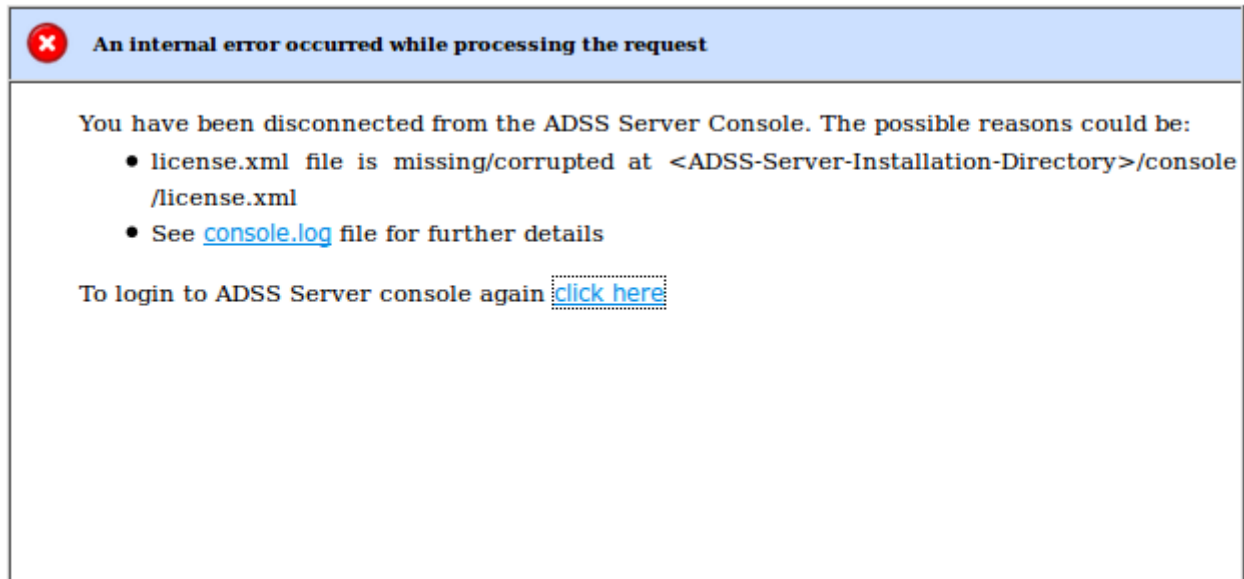 An internal error occurred while processing the request
You have been disconnected from the ADSS Server Console. The possible reasons could be:
license.xml file is missing/corrupted at <ADSS-Server-Installation-Directory>/console
/license.xml
See console.log file for further details
To login to ADSS Server console again click here